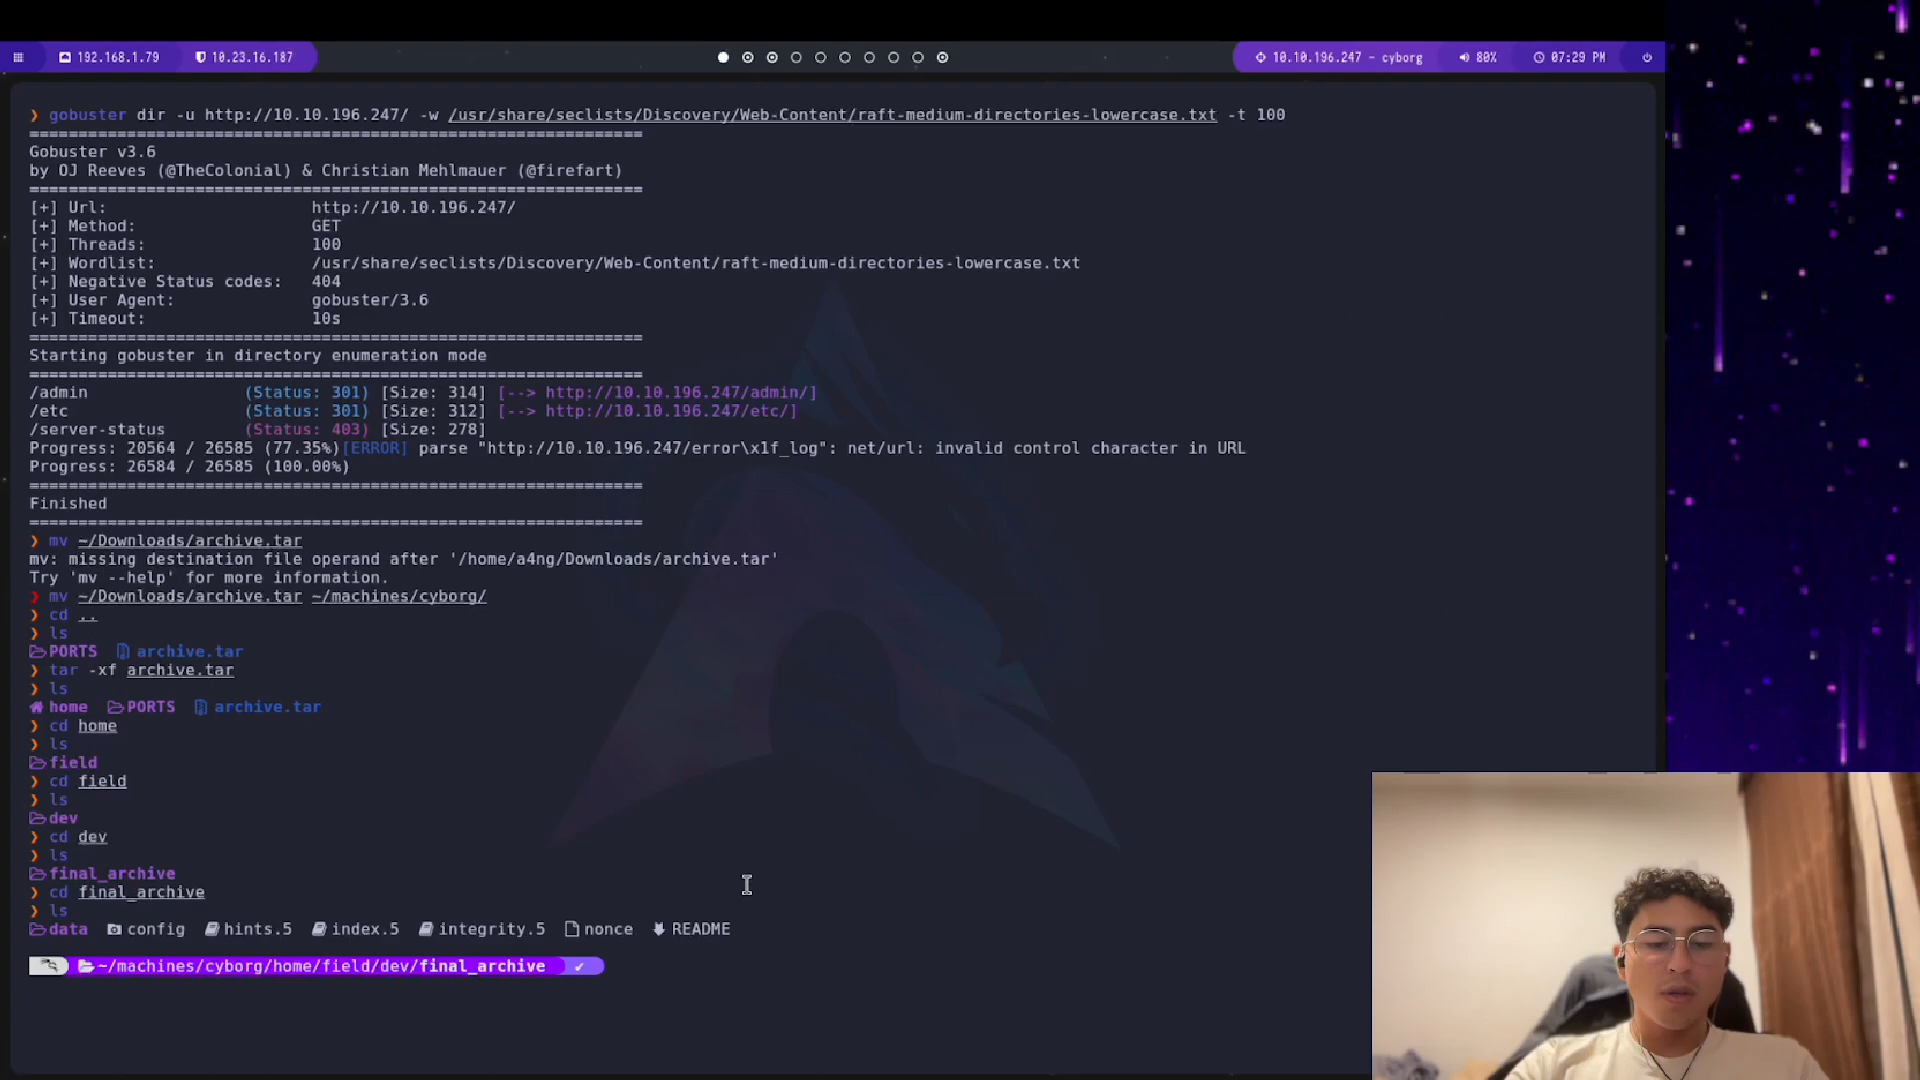 192.168.1.79 10.23.16.187 10.10.196.247 - cyborg 80% 07:29 PM
❯ gobuster dir -u http://10.10.196.247/ -w /usr/share/seclists/Discovery/Web-Content/raft-medium-directories-lowercase.txt -t 100
===============================================================
Gobuster v3.6
by OJ Reeves (@TheColonial) & Christian Mehlmauer (@firefart)
===============================================================
[+] Url: http://10.10.196.247/
[+] Method: GET
[+] Threads: 100
[+] Wordlist: /usr/share/seclists/Discovery/Web-Content/raft-medium-directories-lowercase.txt
[+] Negative Status codes: 404
[+] User Agent: gobuster/3.6
[+] Timeout: 10s
===============================================================
Starting gobuster in directory enumeration mode
===============================================================
/admin (Status: 301) [Size: 314] [--> http://10.10.196.247/admin/]
/etc (Status: 301) [Size: 312] [--> http://10.10.196.247/etc/]
/server-status (Status: 403) [Size: 278]
Progress: 20564 / 26585 (77.35%)[ERROR] parse "http://10.10.196.247/error\x1f_log": net/url: invalid control character in URL
Progress: 26584 / 26585 (100.00%)
===============================================================
Finished
===============================================================
❯ mv ~/Downloads/archive.tar
mv: missing destination file operand after '/home/a4ng/Downloads/archive.tar'
Try 'mv --help' for more information.
❯ mv ~/Downloads/archive.tar ~/machines/cyborg/
❯ cd ..
❯ ls
PORTS archive.tar
❯ tar -xf archive.tar
❯ ls
home PORTS archive.tar
❯ cd home
❯ ls
field
❯ cd field
❯ ls
dev
❯ cd dev
❯ ls
final_archive
❯ cd final_archive
❯ ls
data config hints.5 index.5 integrity.5 nonce README
~/machines/cyborg/home/field/dev/final_archive ✔